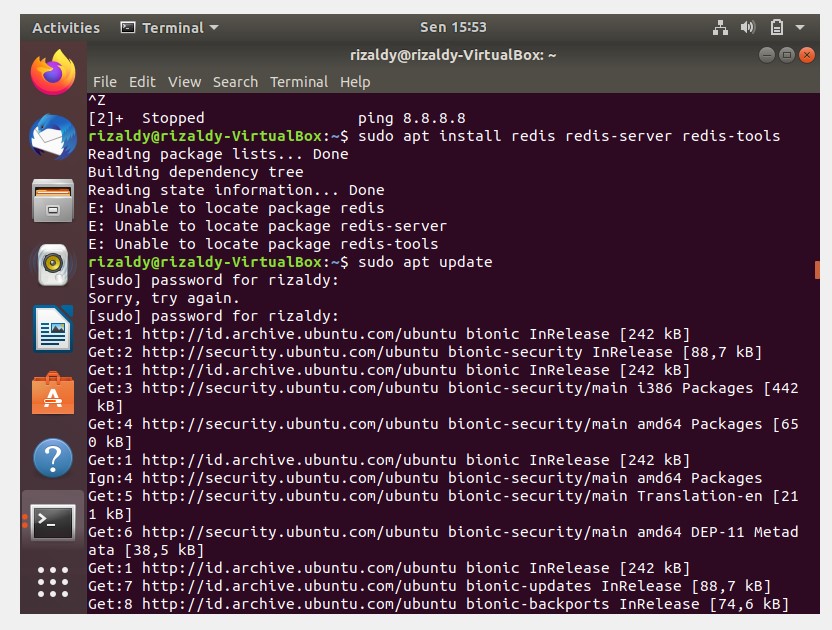 Activities Terminal Sen 15:53
rizaldy@rizaldy-VirtualBox: ~
File Edit View Search Terminal Help
^Z
[2]+  Stopped                 ping 8.8.8.8
rizaldy@rizaldy-VirtualBox:~$ sudo apt install redis redis-server redis-tools
Reading package lists... Done
Building dependency tree
Reading state information... Done
E: Unable to locate package redis
E: Unable to locate package redis-server
E: Unable to locate package redis-tools
rizaldy@rizaldy-VirtualBox:~$ sudo apt update
[sudo] password for rizaldy:
Sorry, try again.
[sudo] password for rizaldy:
Get:1 http://id.archive.ubuntu.com/ubuntu bionic InRelease [242 kB]
Get:2 http://security.ubuntu.com/ubuntu bionic-security InRelease [88,7 kB]
Get:1 http://id.archive.ubuntu.com/ubuntu bionic InRelease [242 kB]
Get:3 http://security.ubuntu.com/ubuntu bionic-security/main i386 Packages [442
 kB]
Get:4 http://security.ubuntu.com/ubuntu bionic-security/main amd64 Packages [65
0 kB]
Get:1 http://id.archive.ubuntu.com/ubuntu bionic InRelease [242 kB]
Ign:4 http://security.ubuntu.com/ubuntu bionic-security/main amd64 Packages
Get:5 http://security.ubuntu.com/ubuntu bionic-security/main Translation-en [21
1 kB]
Get:6 http://security.ubuntu.com/ubuntu bionic-security/main amd64 DEP-11 Metad
ata [38,5 kB]
Get:1 http://id.archive.ubuntu.com/ubuntu bionic InRelease [242 kB]
Get:7 http://id.archive.ubuntu.com/ubuntu bionic-updates InRelease [88,7 kB]
Get:8 http://id.archive.ubuntu.com/ubuntu bionic-backports InRelease [74,6 kB]